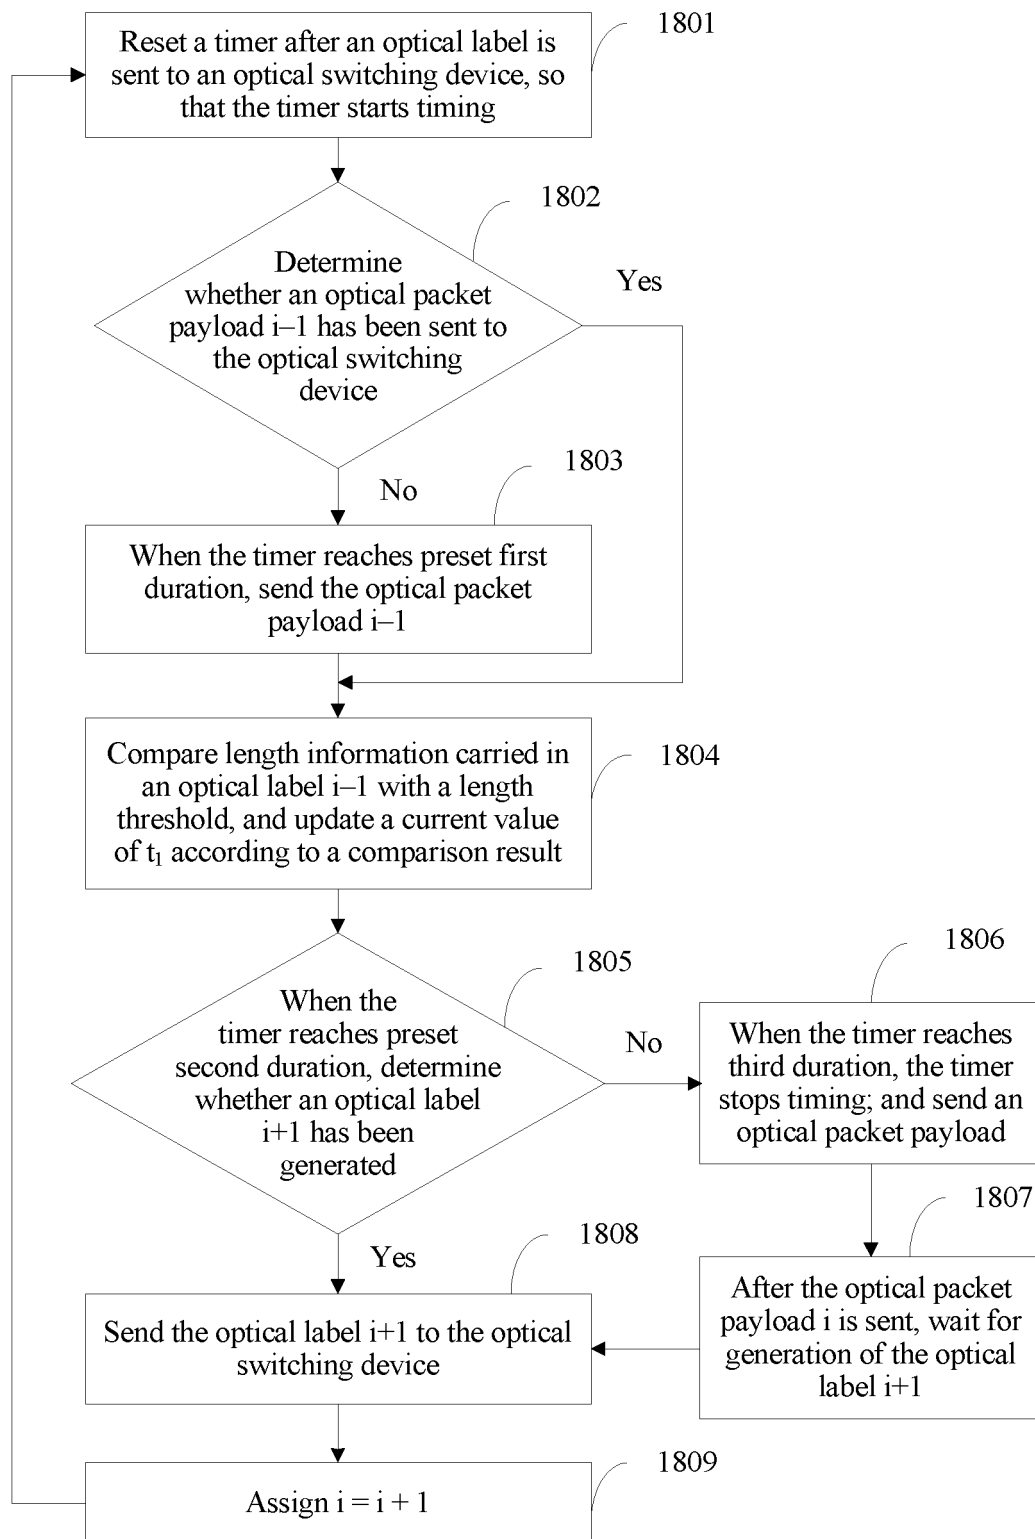 1801
Reset a timer after an optical label is
sent to an optical switching device, so
that the timer starts timing
1802
Determine
whether an optical packet
payload i–1 has been sent to
the optical switching
device
Yes
No
1803
When the timer reaches preset first
duration, send the optical packet
payload i–1
1804
Compare length information carried in
an optical label i–1 with a length
threshold, and update a current value
of t₁ according to a comparison result
1805
When the
timer reaches preset
second duration, determine
whether an optical label
i+1 has been
generated
No
1806
When the timer reaches
third duration, the timer
stops timing; and send an
optical packet payload
1807
After the optical packet
payload i is sent, wait for
generation of the optical
label i+1
Yes
1808
Send the optical label i+1 to the optical
switching device
1809
Assign i = i + 1